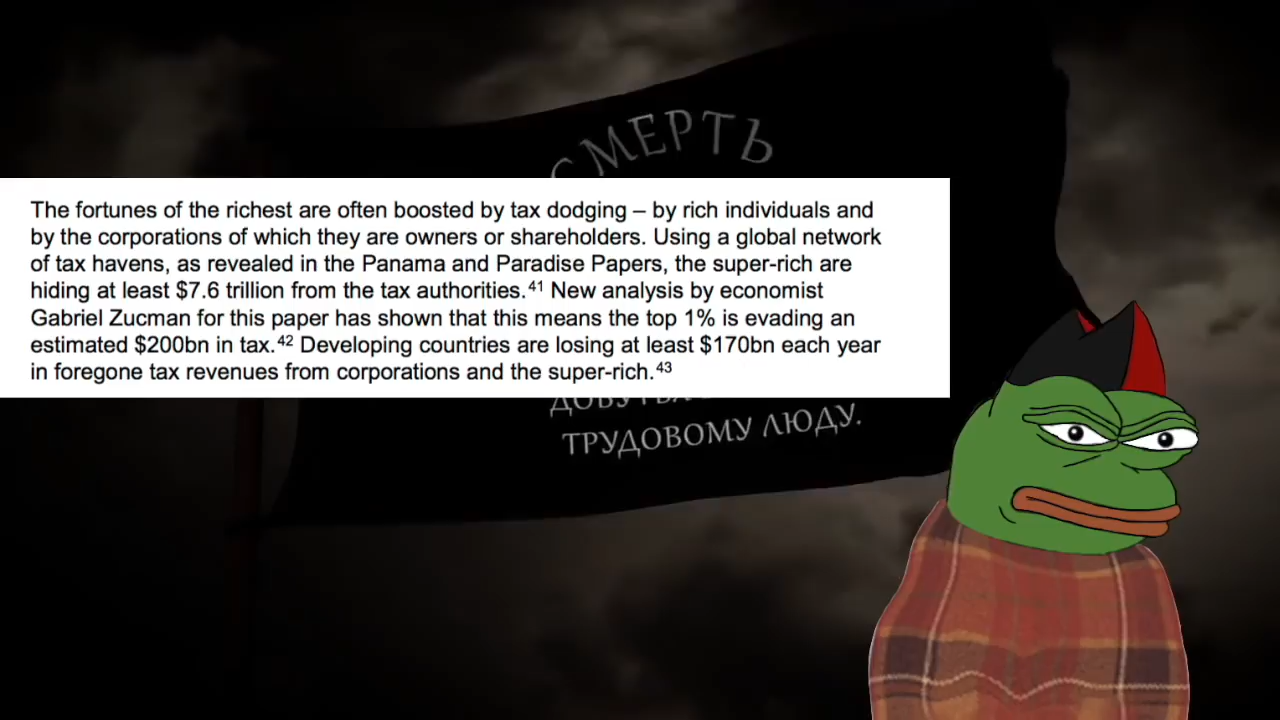 СМЕРТЬ
The fortunes of the richest are often boosted by tax dodging – by rich individuals and
by the corporations of which they are owners or shareholders. Using a global network
of tax havens, as revealed in the Panama and Paradise Papers, the super-rich are
hiding at least $7.6 trillion from the tax authorities.⁴¹ New analysis by economist
Gabriel Zucman for this paper has shown that this means the top 1% is evading an
estimated $200bn in tax.⁴² Developing countries are losing at least $170bn each year
in foregone tax revenues from corporations and the super-rich.⁴³
ТРУДОВОМУ ЛЮДУ.